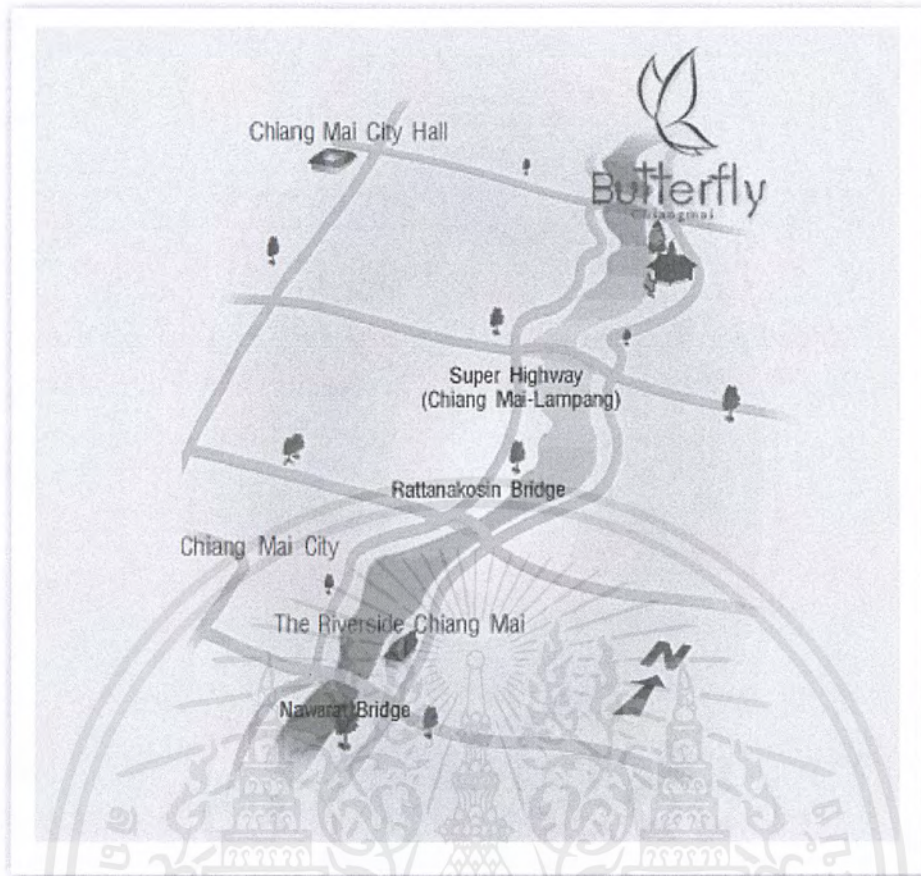 Chiang Mai City Hall
Butterfly
Chiangmai
Super Highway
(Chiang Mai-Lampang)
Rattanakosin Bridge
Chiang Mai City
The Riverside Chiang Mai
N
Nawarat Bridge